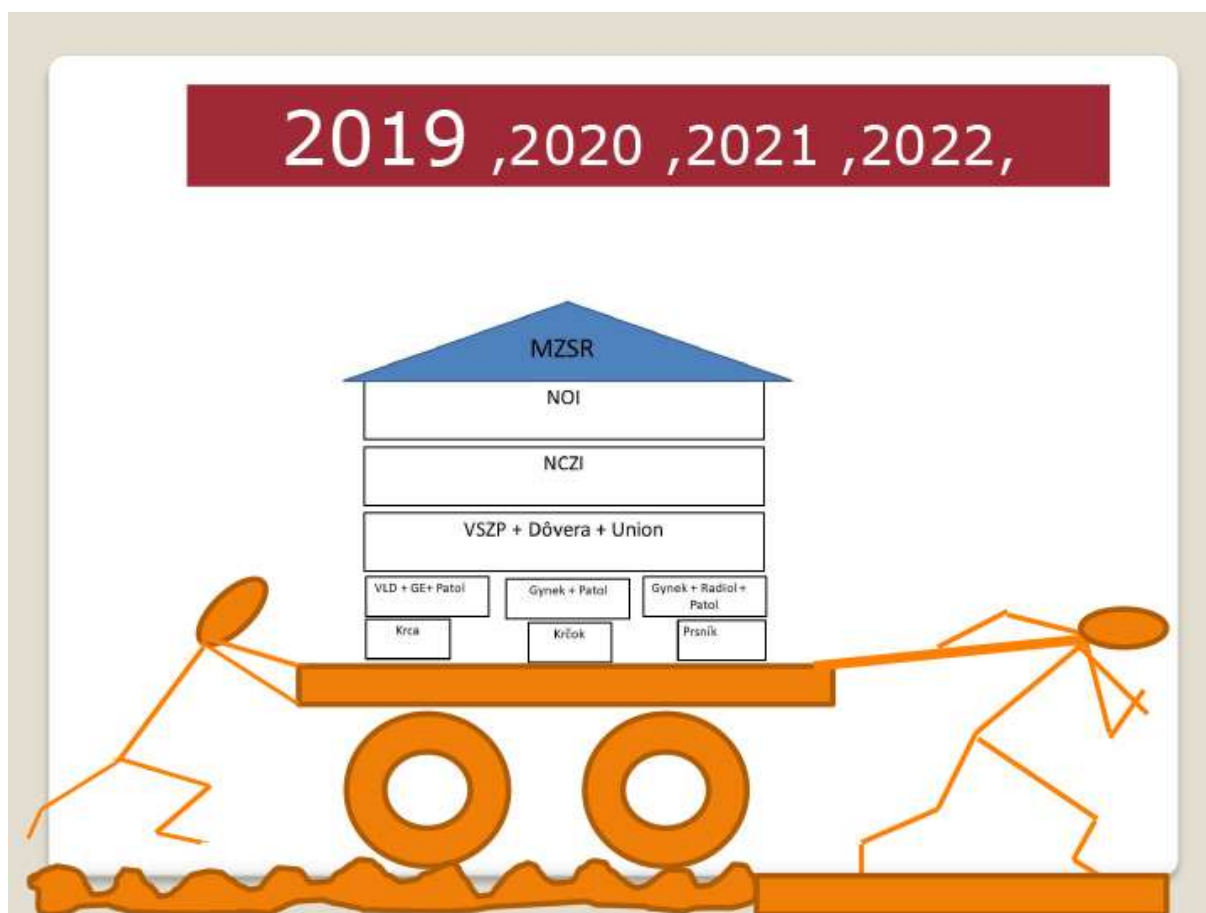 2019 ,2020 ,2021 ,2022,
MZSR
NOI
NCZI
VSZP + Dôvera + Union
VLD + GE+ Patol
Gynek + Patol
Gynek + Radiol +
Patol
Krca
Krčok
Prsník